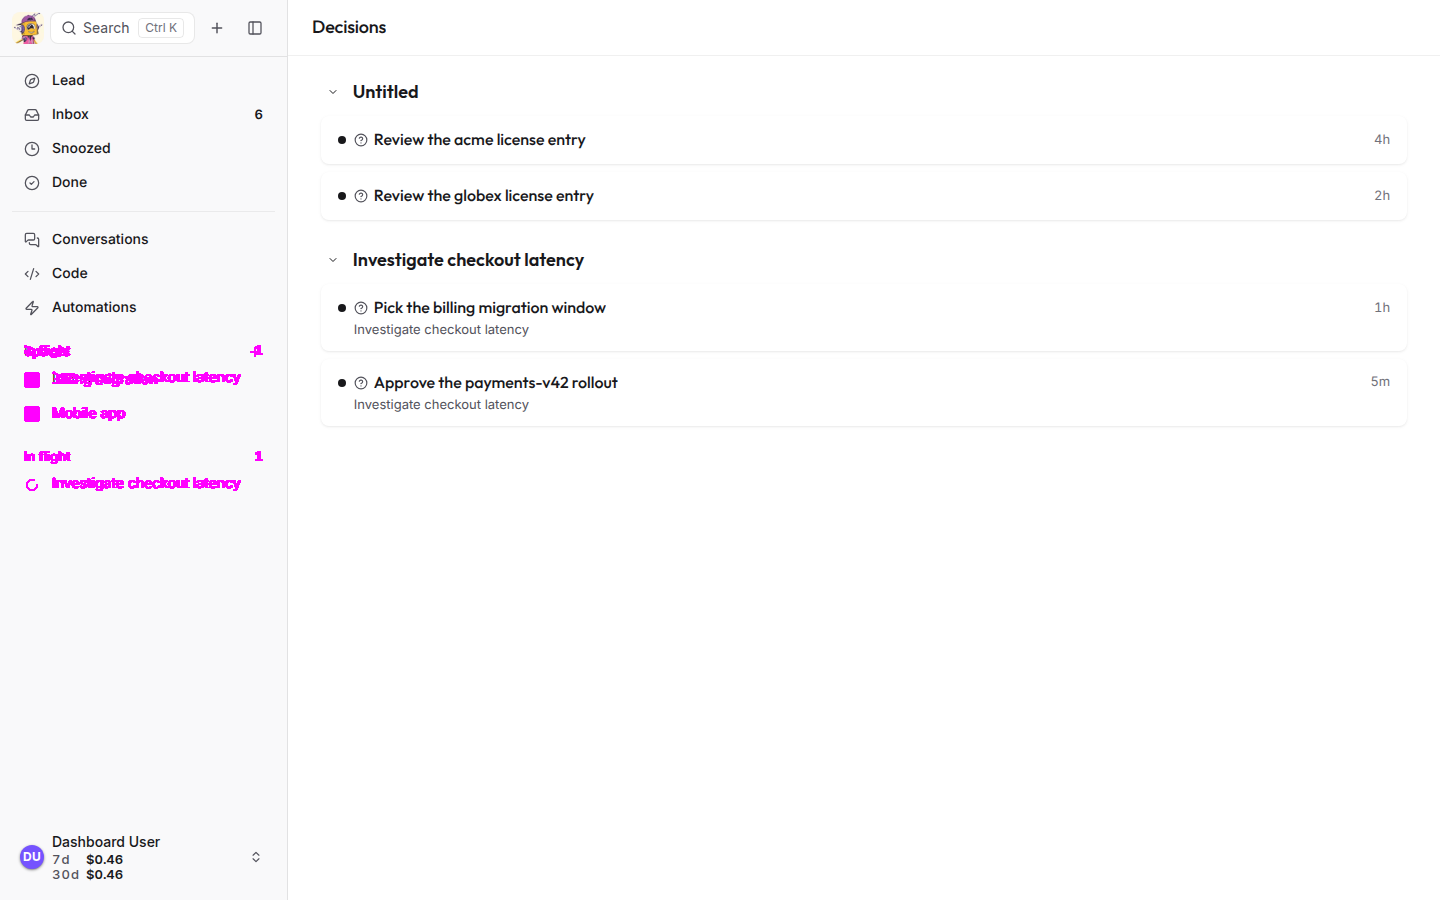 Search Ctrl K
Decisions
Lead
Inbox 6
Snoozed
Done
Conversations
Code
Automations
Mobile app
In flight 1
Investigate checkout latency
Dashboard User
DU
7d $0.46
30d $0.46
Untitled
Review the acme license entry 4h
Review the globex license entry 2h
Investigate checkout latency
Pick the billing migration window 1h
Investigate checkout latency
Approve the payments-v42 rollout 5m
Investigate checkout latency